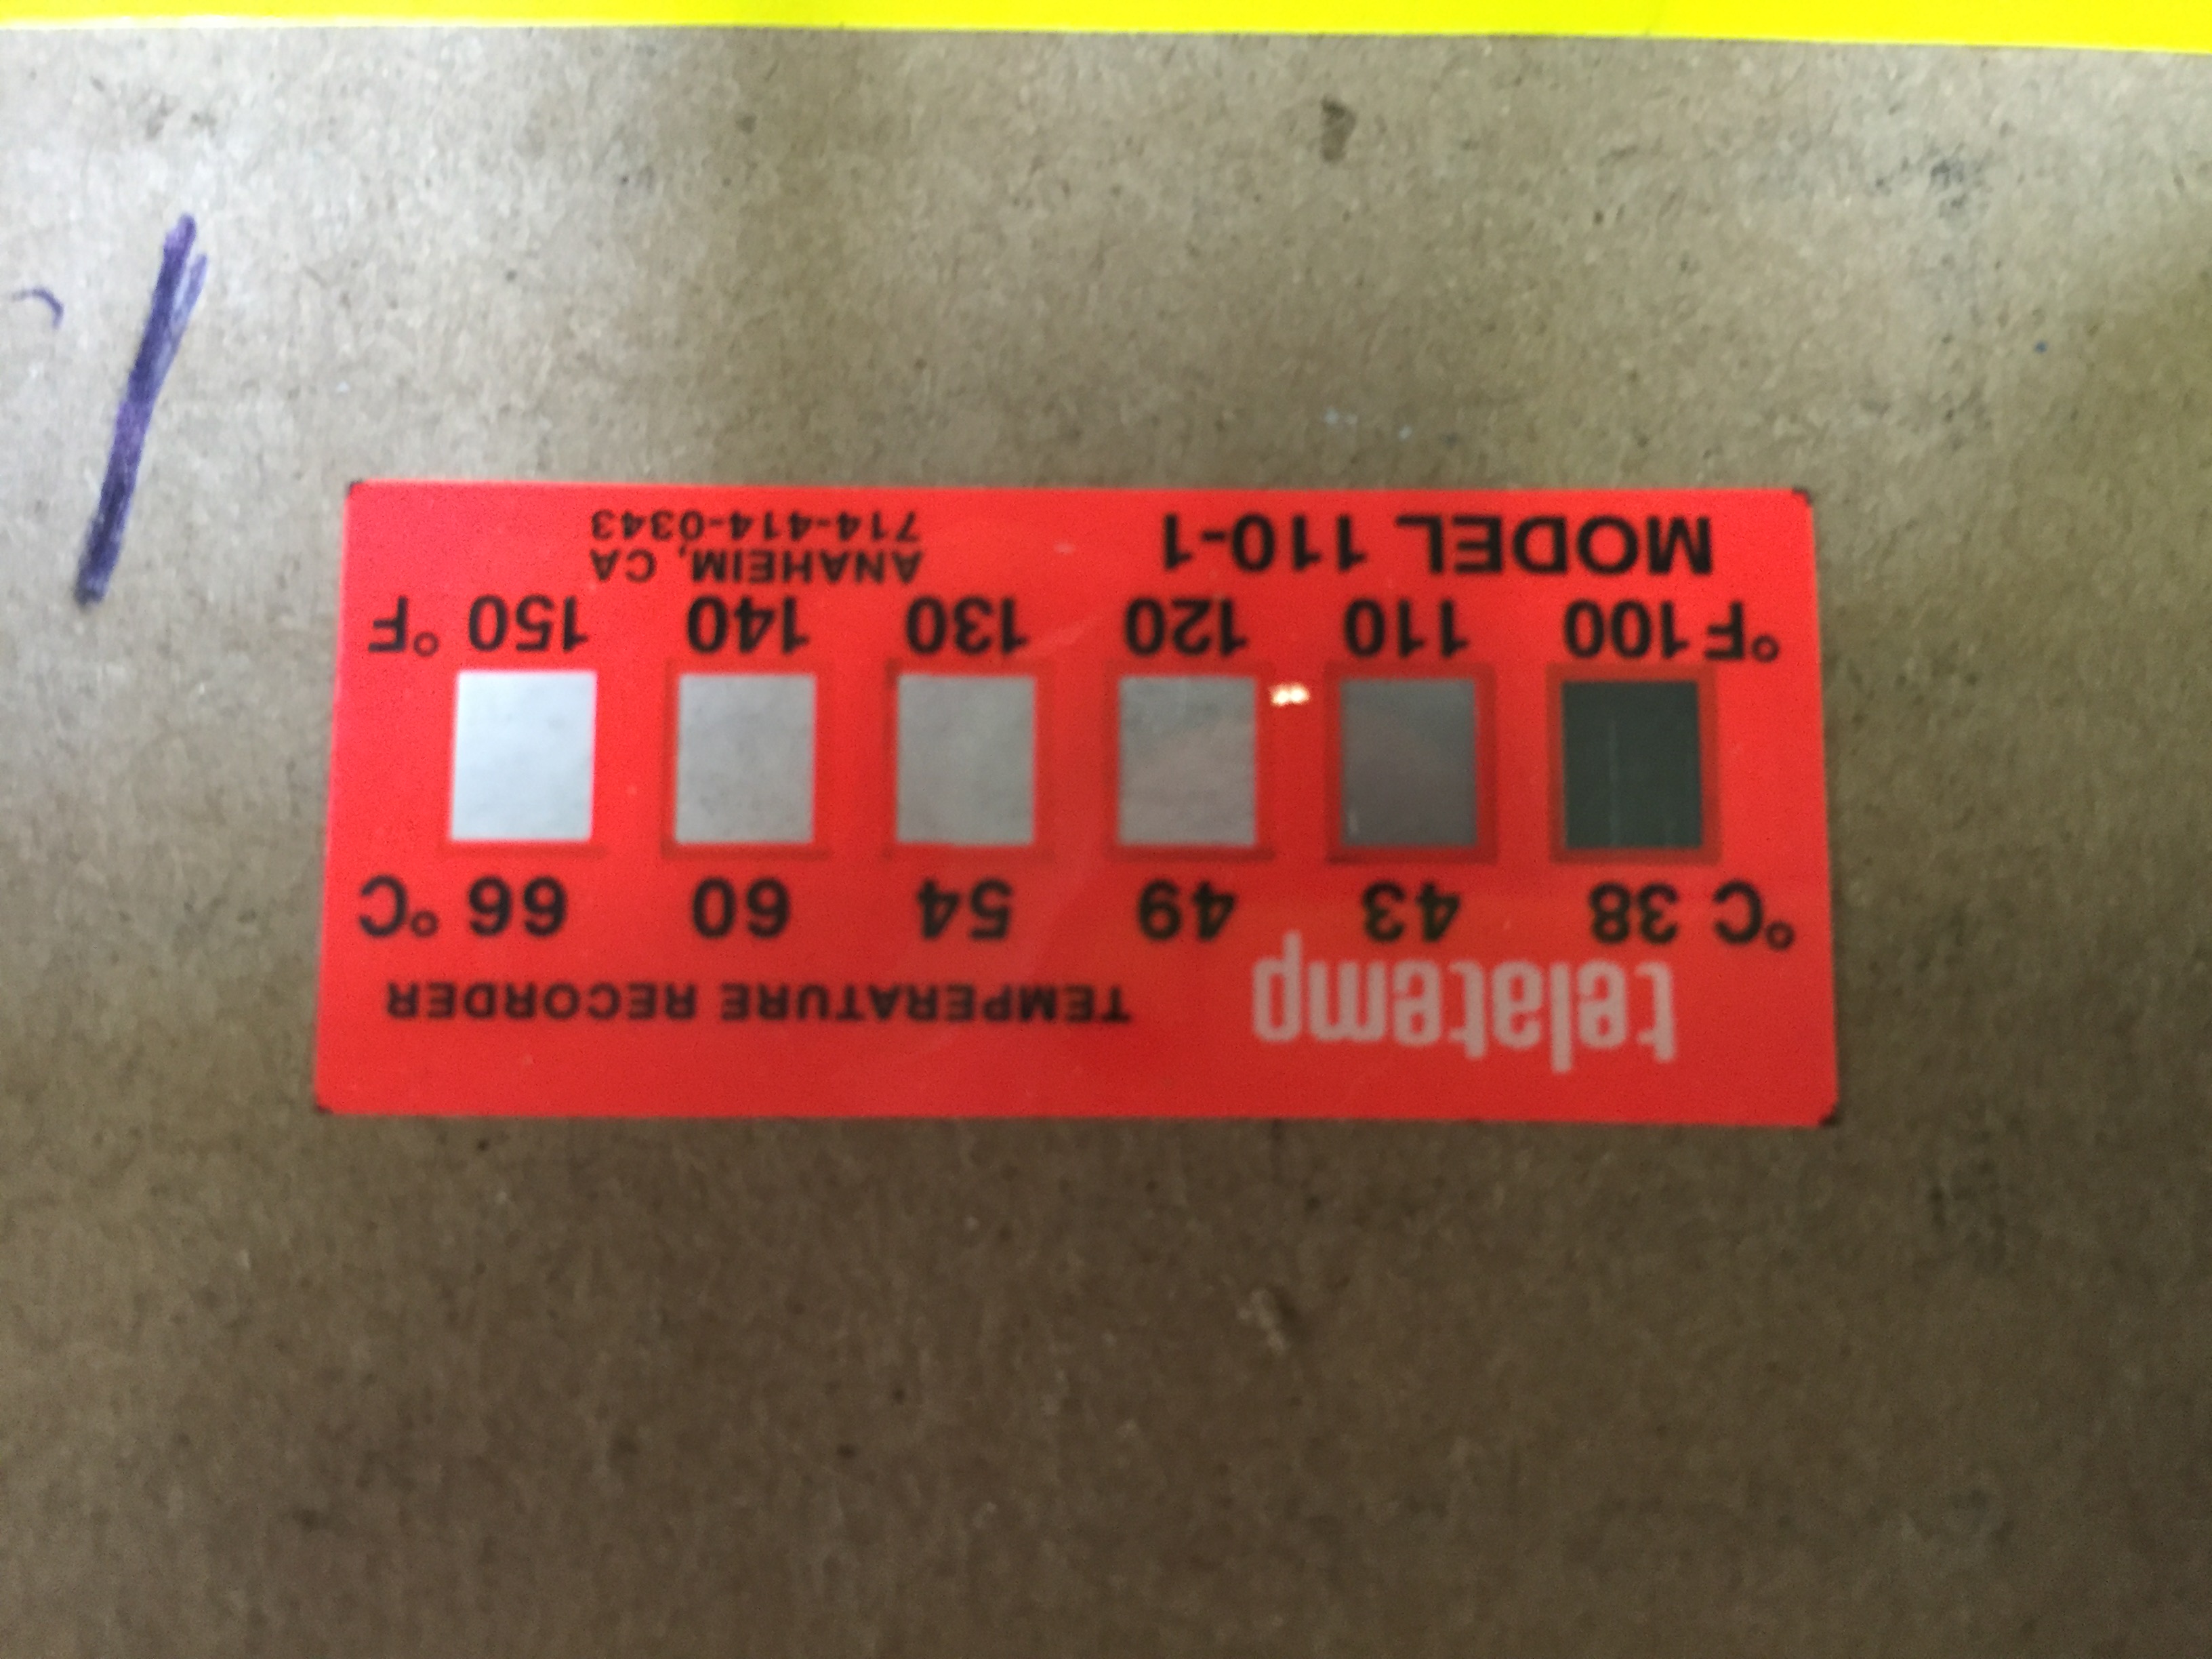 telatemp TEMPERATURE RECORDER
°C 38 43 49 54 60 66 °C
°F 100 110 120 130 140 150 °F
MODEL 110-1
ANAHEIM, CA
714-414-0343